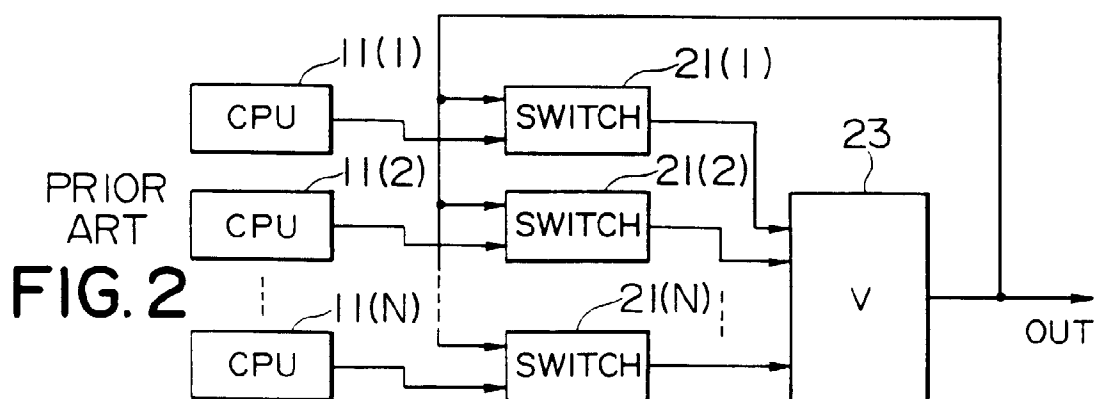 11(1)
21(1)
CPU
SWITCH
23
11(2)
21(2)
PRIOR
ART
CPU
SWITCH
FIG. 2
11(N)
21(N)
V
OUT
CPU
SWITCH